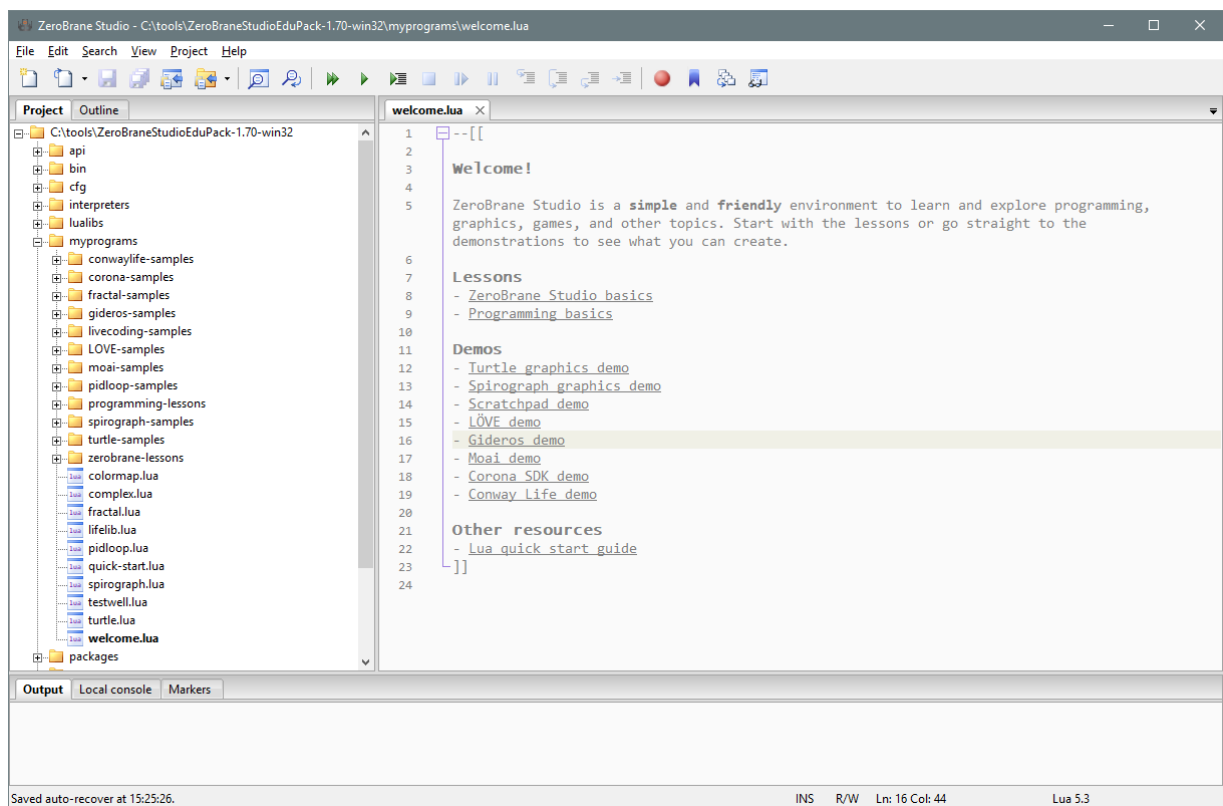 ZeroBrane Studio - C:\tools\ZeroBraneStudioEduPack-1.70-win32\myprograms\welcome.lua
File Edit Search View Project Help
Project Outline
C:\tools\ZeroBraneStudioEduPack-1.70-win32
api
bin
cfg
interpreters
lualibs
myprograms
conwaylife-samples
corona-samples
fractal-samples
gideros-samples
livecoding-samples
LOVE-samples
moai-samples
pidloop-samples
programming-lessons
spirograph-samples
turtle-samples
zerobrane-lessons
colormap.lua
complex.lua
fractal.lua
lifelib.lua
pidloop.lua
quick-start.lua
spirograph.lua
testwell.lua
turtle.lua
welcome.lua
packages
welcome.lua
1 --[[
2
3 Welcome!
4
5 ZeroBrane Studio is a simple and friendly environment to learn and explore programming,
graphics, games, and other topics. Start with the lessons or go straight to the
demonstrations to see what you can create.
6
7 Lessons
8 - ZeroBrane Studio basics
9 - Programming basics
10
11 Demos
12 - Turtle graphics demo
13 - Spirograph graphics demo
14 - Scratchpad demo
15 - LÖVE demo
16 - Gideros demo
17 - Moai demo
18 - Corona SDK demo
19 - Conway Life demo
20
21 Other resources
22 - Lua quick start guide
23 ]]
24
Output Local console Markers
Saved auto-recover at 15:25:26. INS R/W Ln: 16 Col: 44 Lua 5.3